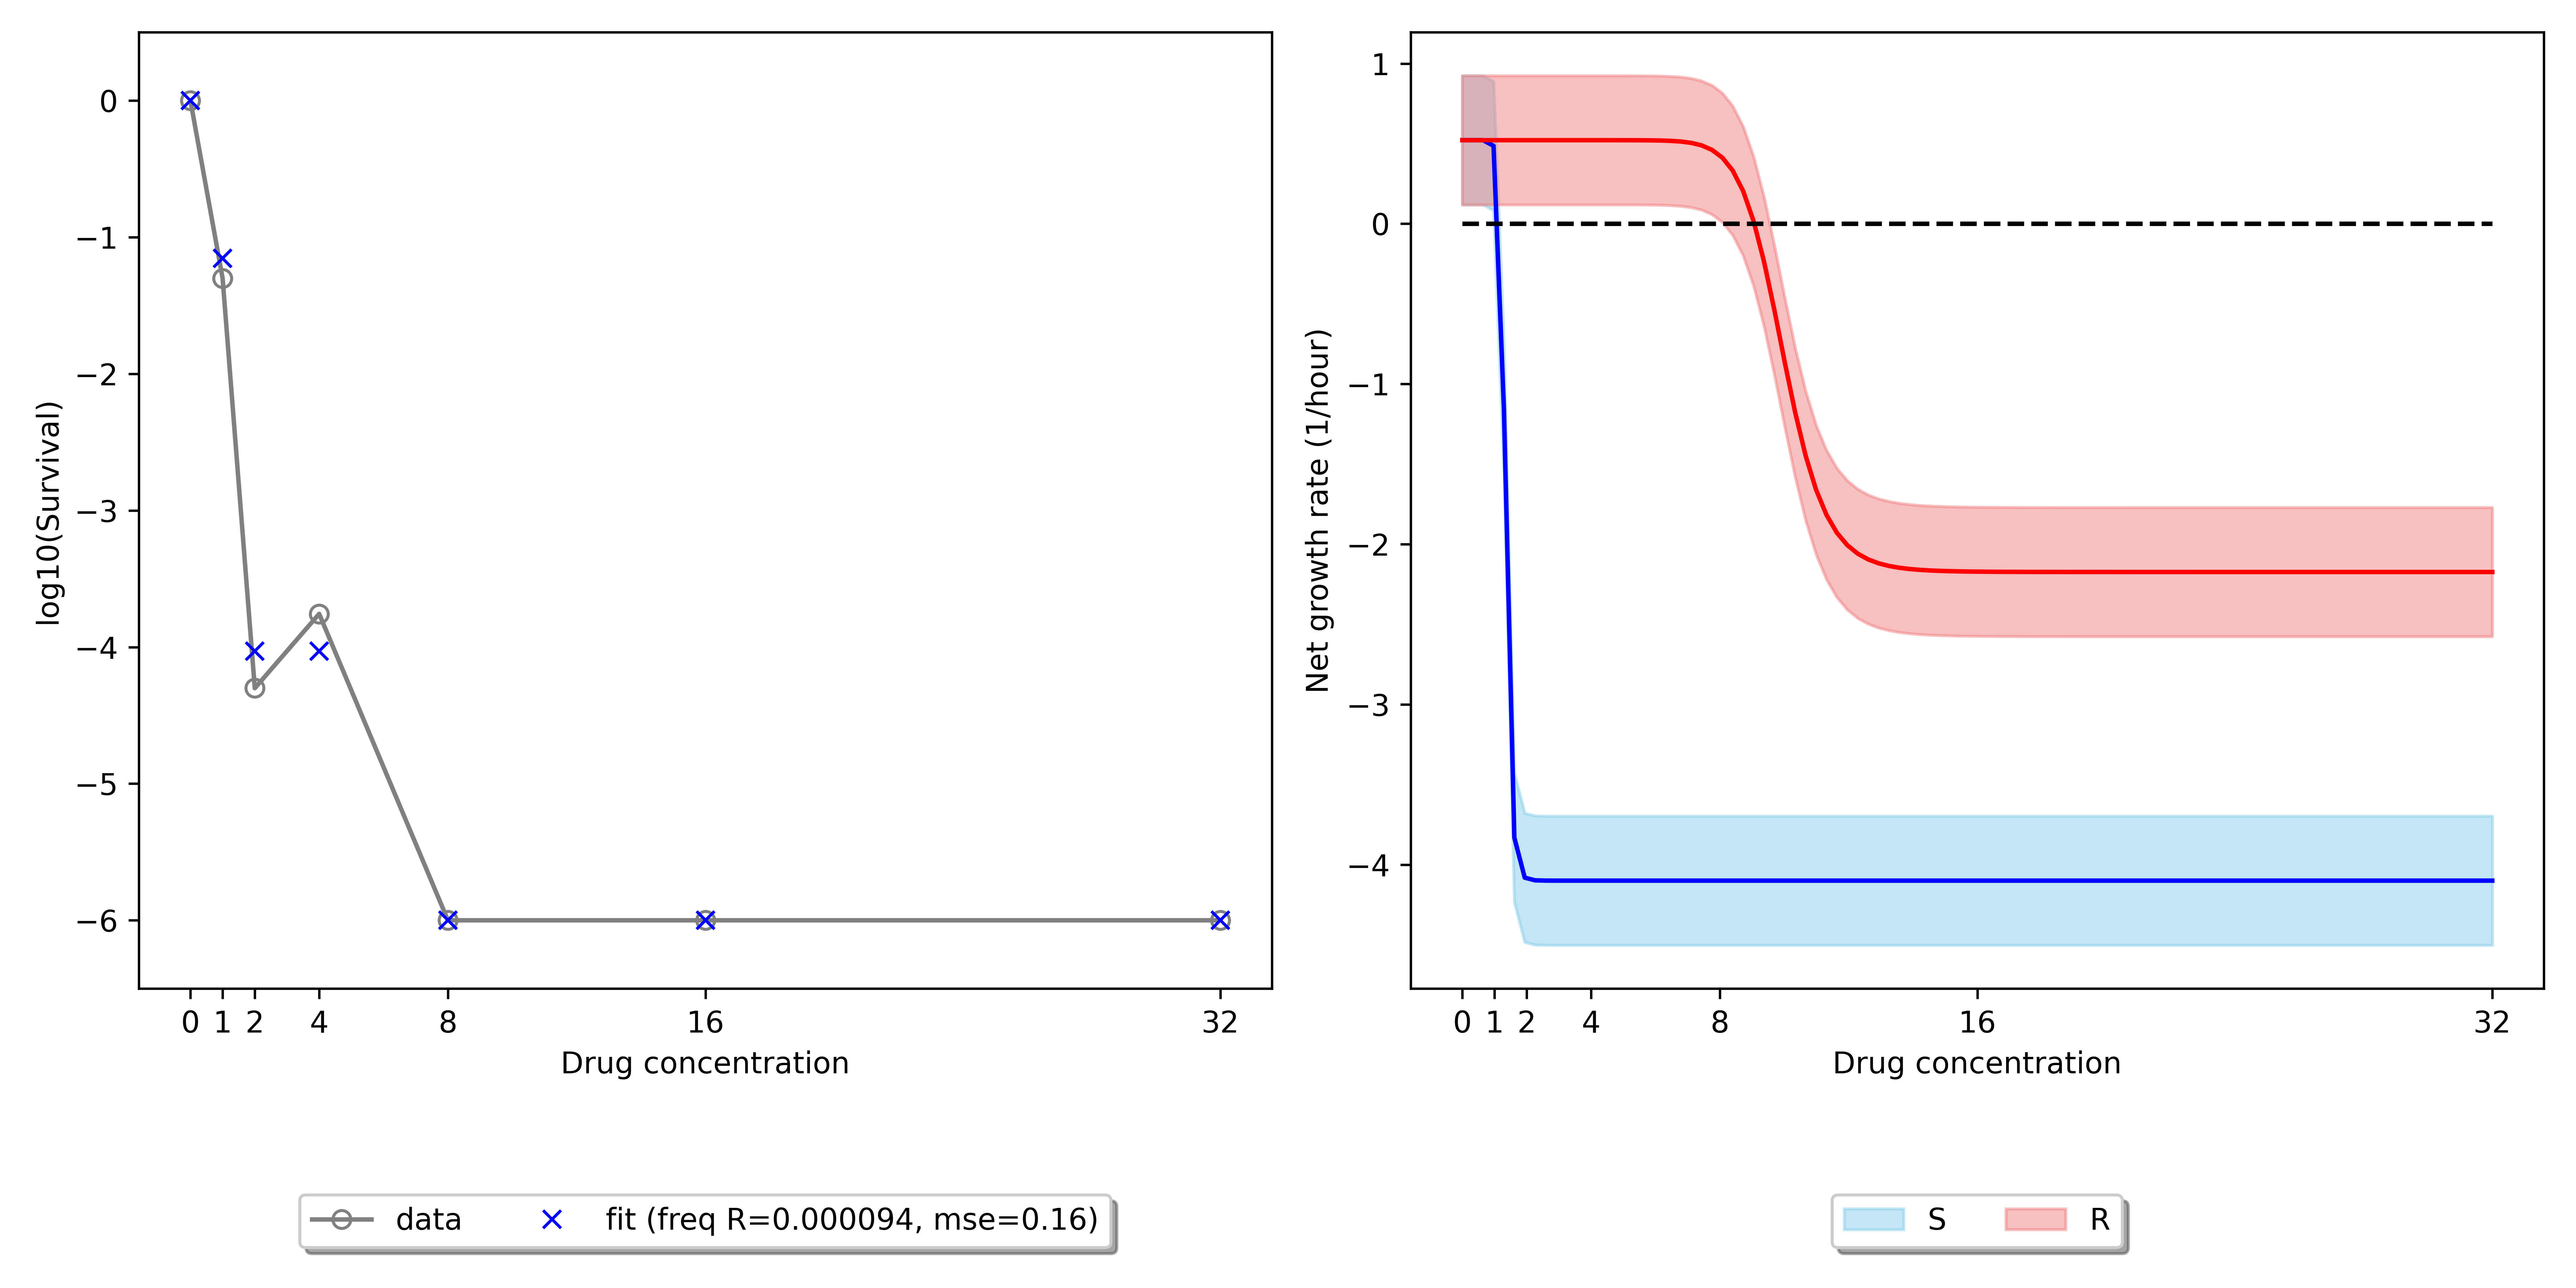 0
−1
−2
−3
−4
−5
−6
log10(Survival)
0 1 2 4 8 16 32
Drug concentration
data fit (freq R=0.000094, mse=0.16)
1
0
−1
−2
−3
−4
Net growth rate (1/hour)
0 1 2 4 8 16 32
Drug concentration
S R